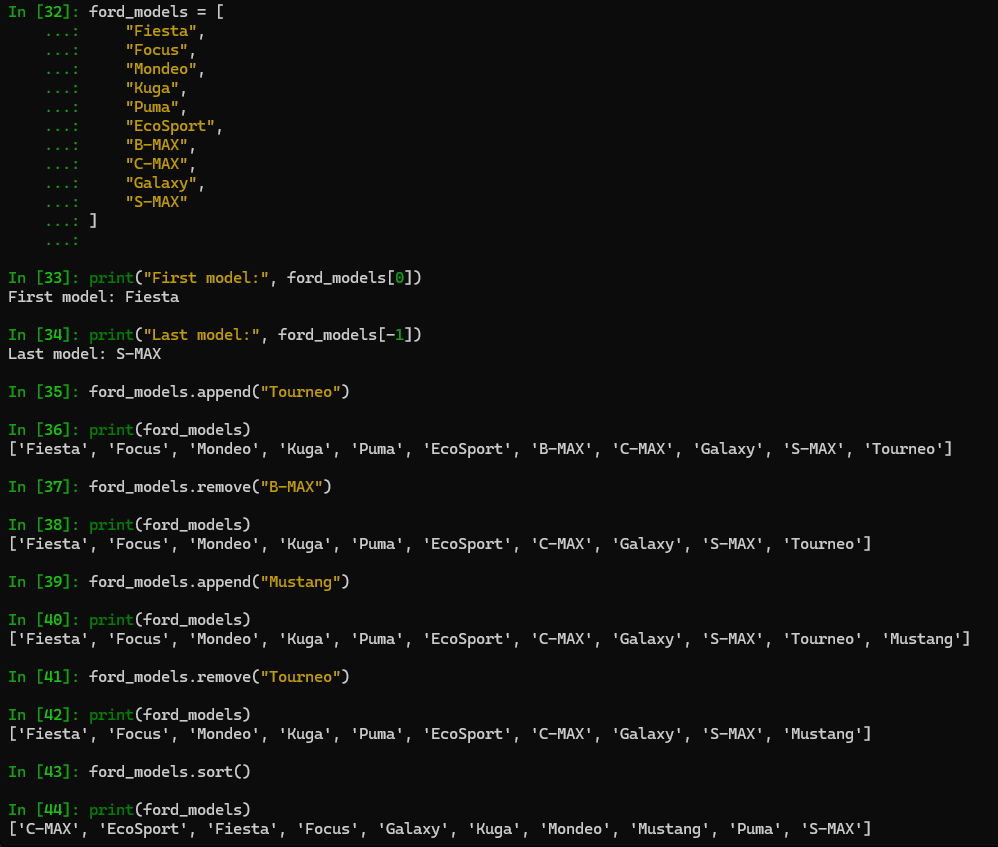 In [32]: ford_models = [
    ...:     "Fiesta",
    ...:     "Focus",
    ...:     "Mondeo",
    ...:     "Kuga",
    ...:     "Puma",
    ...:     "EcoSport",
    ...:     "B-MAX",
    ...:     "C-MAX",
    ...:     "Galaxy",
    ...:     "S-MAX"
    ...: ]
    ...:
In [33]: print("First model:", ford_models[0])
First model: Fiesta
In [34]: print("Last model:", ford_models[-1])
Last model: S-MAX
In [35]: ford_models.append("Tourneo")
In [36]: print(ford_models)
['Fiesta', 'Focus', 'Mondeo', 'Kuga', 'Puma', 'EcoSport', 'B-MAX', 'C-MAX', 'Galaxy', 'S-MAX', 'Tourneo']
In [37]: ford_models.remove("B-MAX")
In [38]: print(ford_models)
['Fiesta', 'Focus', 'Mondeo', 'Kuga', 'Puma', 'EcoSport', 'C-MAX', 'Galaxy', 'S-MAX', 'Tourneo']
In [39]: ford_models.append("Mustang")
In [40]: print(ford_models)
['Fiesta', 'Focus', 'Mondeo', 'Kuga', 'Puma', 'EcoSport', 'C-MAX', 'Galaxy', 'S-MAX', 'Tourneo', 'Mustang']
In [41]: ford_models.remove("Tourneo")
In [42]: print(ford_models)
['Fiesta', 'Focus', 'Mondeo', 'Kuga', 'Puma', 'EcoSport', 'C-MAX', 'Galaxy', 'S-MAX', 'Mustang']
In [43]: ford_models.sort()
In [44]: print(ford_models)
['C-MAX', 'EcoSport', 'Fiesta', 'Focus', 'Galaxy', 'Kuga', 'Mondeo', 'Mustang', 'Puma', 'S-MAX']